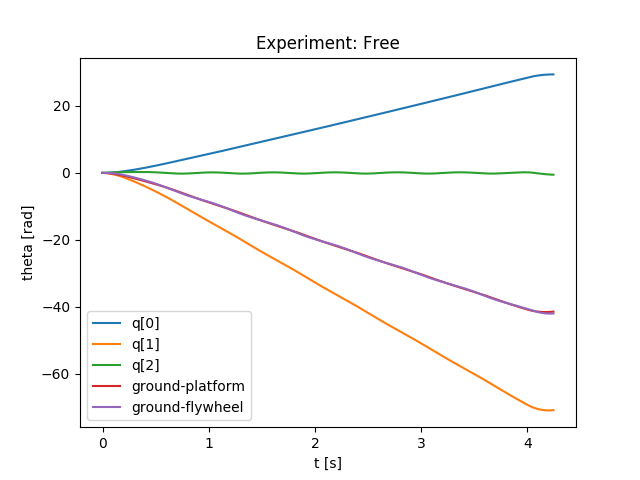 Experiment: Free
theta [rad]
20
0
−20
−40
−60
q[0]
q[1]
q[2]
ground-platform
ground-flywheel
0
1
2
3
4
t [s]